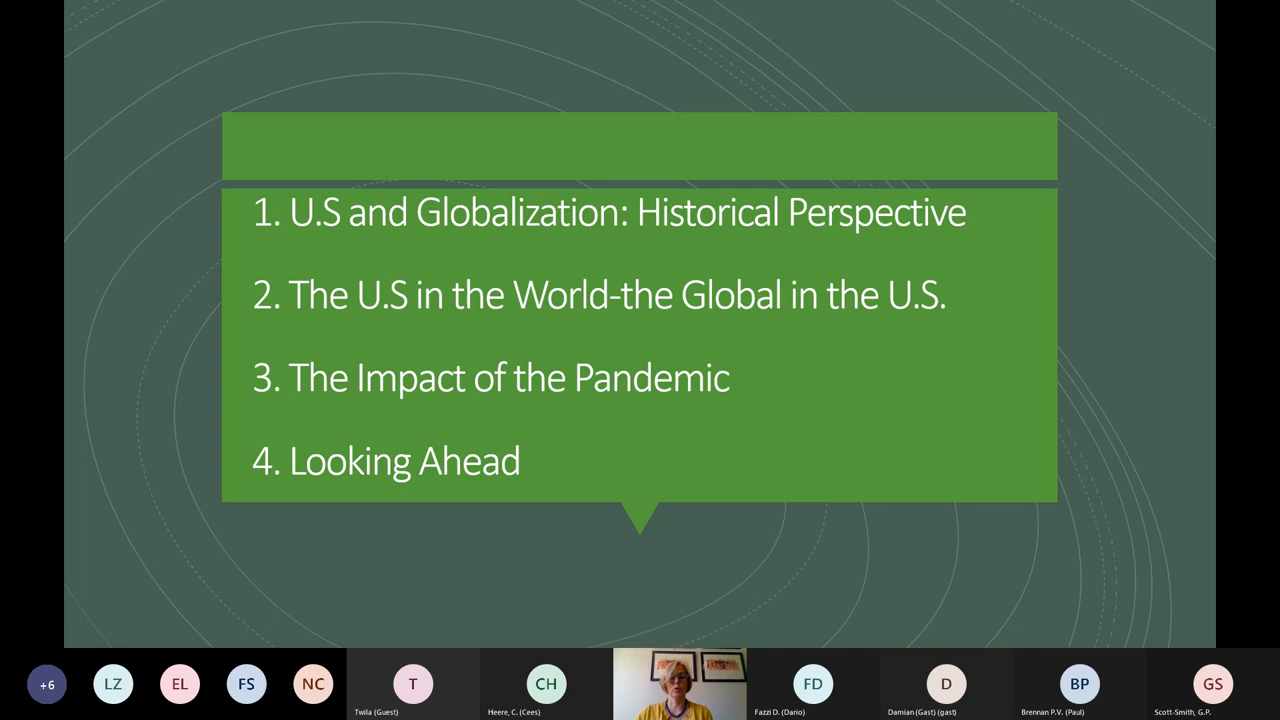 1. U.S and Globalization: Historical Perspective
2. The U.S in the World-the Global in the U.S.
3. The Impact of the Pandemic
4. Looking Ahead
+6
LZ
EL
FS
NC
T
CH
FD
D
BP
GS
Twila (Guest)
Heere, C. (Cees)
Fazzi D. (Dario)
Damian (Gast) (gast)
Brennan P.V. (Paul)
Scott-Smith, G.P.